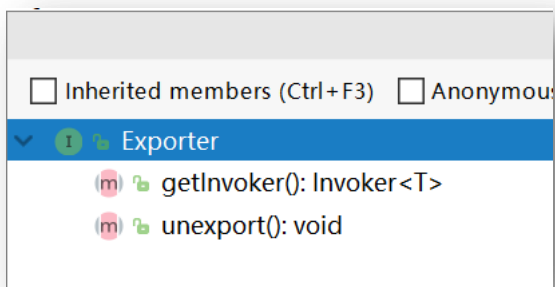 Inherited members (Ctrl+F3) Anonymous
Exporter
getInvoker(): Invoker<T>
unexport(): void